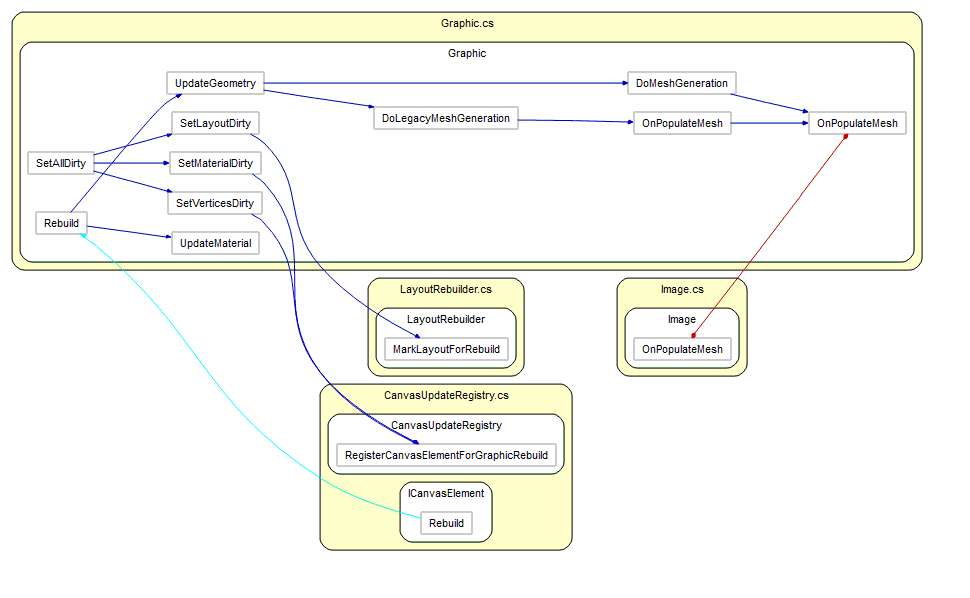 Graphic.cs
Graphic
UpdateGeometry
DoMeshGeneration
DoLegacyMeshGeneration
SetLayoutDirty
OnPopulateMesh
OnPopulateMesh
SetAllDirty
SetMaterialDirty
SetVerticesDirty
Rebuild
UpdateMaterial
LayoutRebuilder.cs
LayoutRebuilder
MarkLayoutForRebuild
Image.cs
Image
OnPopulateMesh
CanvasUpdateRegistry.cs
CanvasUpdateRegistry
RegisterCanvasElementForGraphicRebuild
ICanvasElement
Rebuild